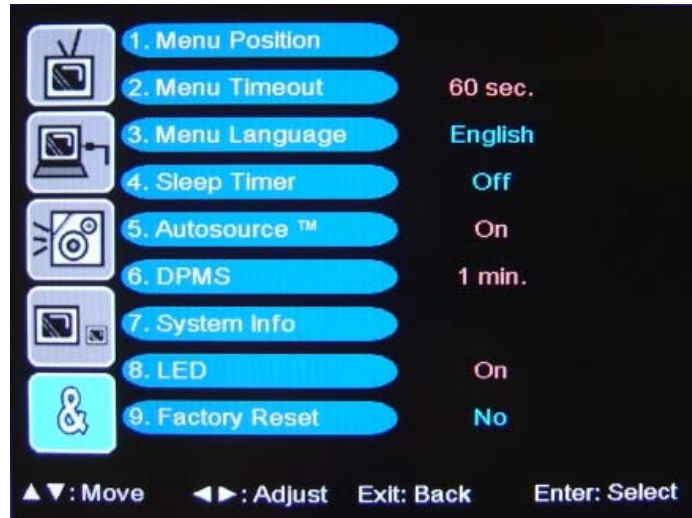 1. Menu Position
2. Menu Timeout 60 sec.
3. Menu Language English
4. Sleep Timer Off
5. Autosource ™ On
6. DPMS 1 min.
7. System Info
8. LED On
&
9. Factory Reset No
▲▼: Move ◄►: Adjust Exit: Back Enter: Select